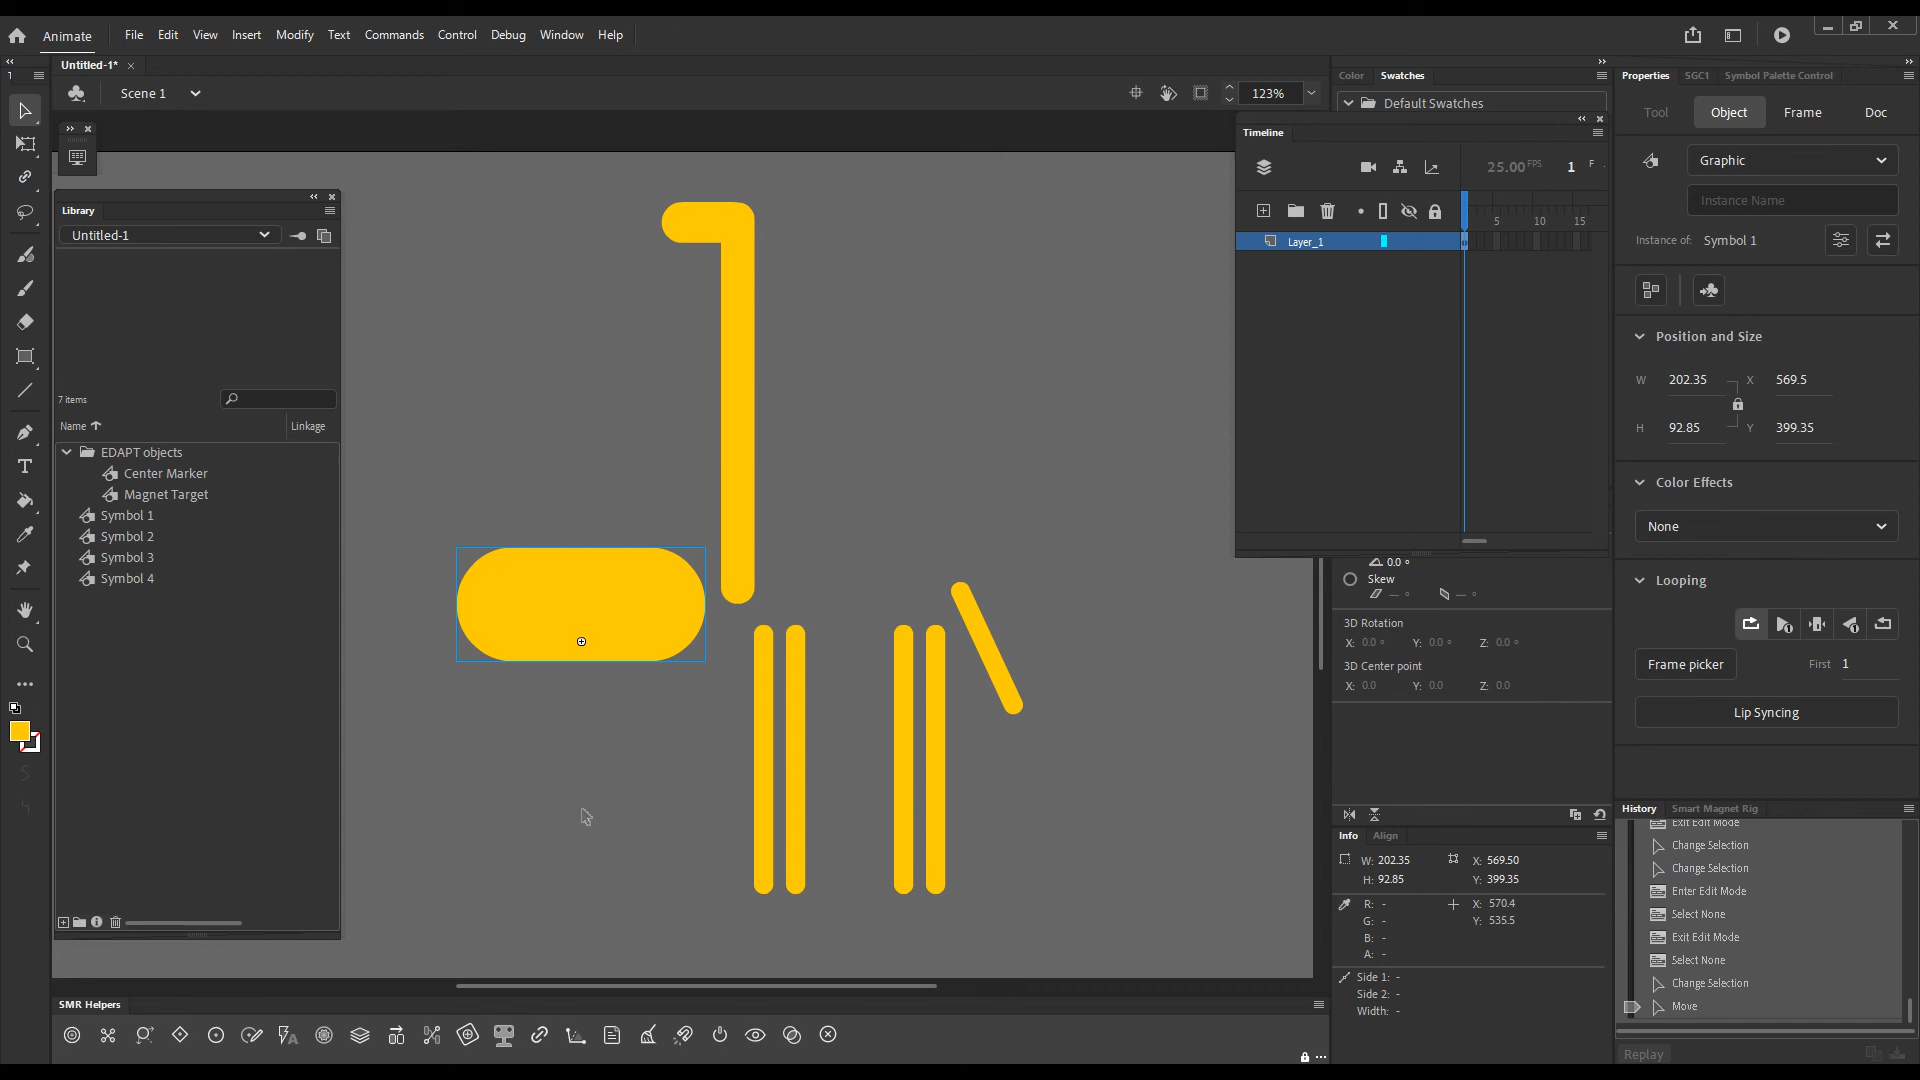 Animate
File Edit View Insert Modify Text Commands Control Debug Window Help
Untitled-1*
Scene 1
123%
Library
Untitled-1
7 items
Name
Linkage
EDAPT objects
Center Marker
Magnet Target
Symbol 1
Symbol 2
Symbol 3
Symbol 4
SMR Helpers
Color Swatches
Default Swatches
Timeline
25.00 FPS 1 F
5 10 15
Layer_1
0.0 °
Skew
— ° — °
3D Rotation
X: 0.0 ° Y: 0.0 ° Z: 0.0 °
3D Center point
X: 0.0 Y: 0.0 Z: 0.0
Info Align
W: 202.35 X: 569.50
H: 92.85 Y: 399.35
R: - X: 570.4
G: - Y: 535.5
B: -
A: -
Side 1: -
Side 2: -
Width: -
Properties SGC1 Symbol Palette Control
Tool Object Frame Doc
Graphic
Instance Name
Instance of: Symbol 1
Position and Size
W 202.35 X 569.5
H 92.85 Y 399.35
Color Effects
None
Looping
Frame picker First 1
Lip Syncing
History Smart Magnet Rig
Exit Edit Mode
Change Selection
Change Selection
Enter Edit Mode
Select None
Exit Edit Mode
Select None
Change Selection
Move
Replay